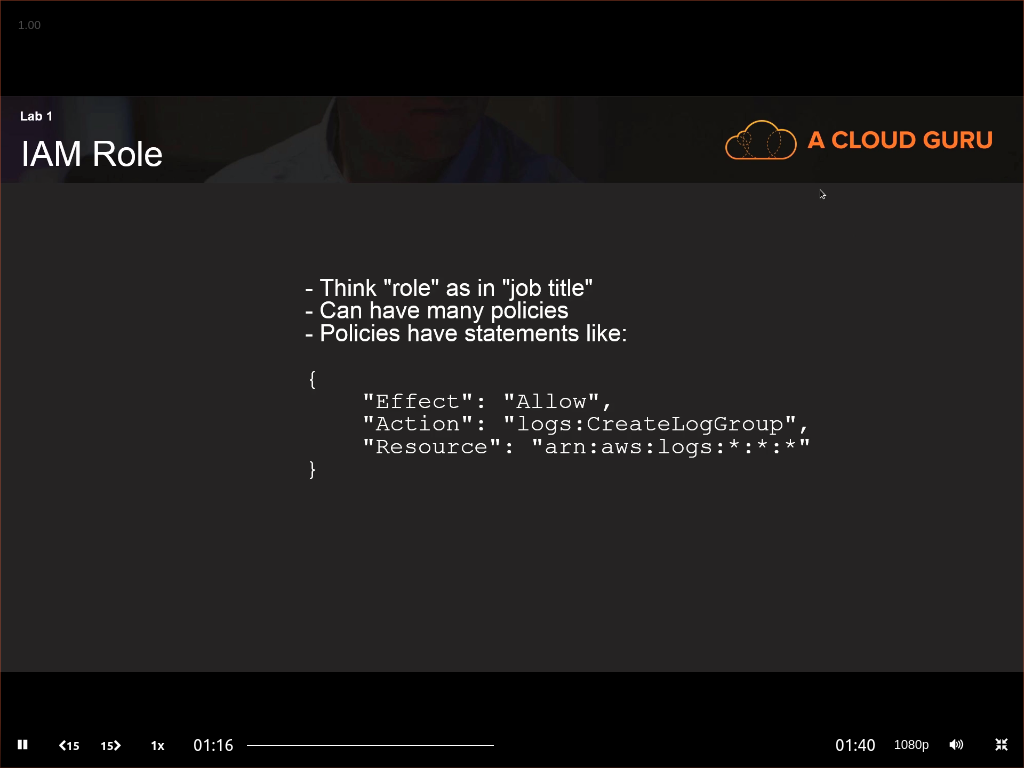 1.00
Lab 1
IAM Role
A CLOUD GURU
- Think "role" as in "job title"
- Can have many policies
- Policies have statements like:
{
"Effect": "Allow",
"Action": "logs:CreateLogGroup",
"Resource": "arn:aws:logs:*:*:*"
}
15 15 1x 01:16 01:40 1080p